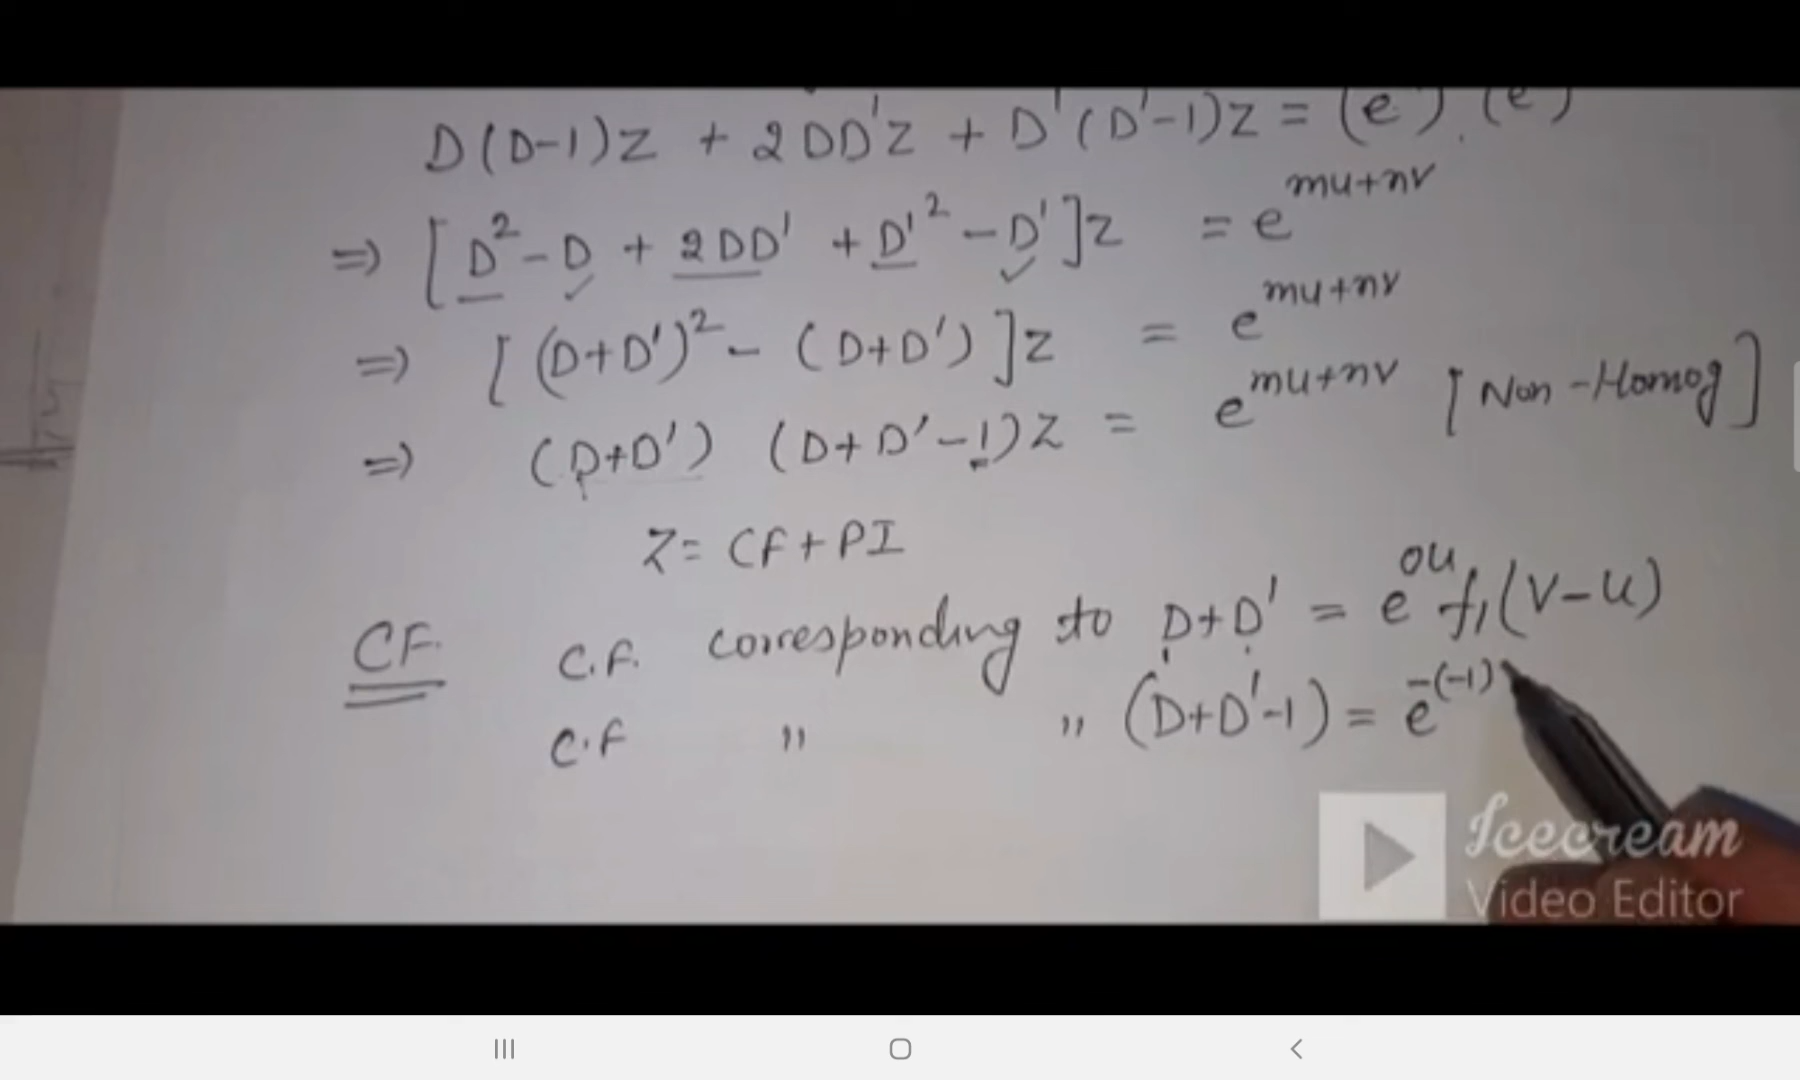 D(D-1)z + 2DD'z + D'(D'-1)z = (e ) . (e )
=> [D² - D + 2DD' + D'² - D']z = e^{mu+nv}
=> [(D+D')² - (D+D')]z = e^{mu+nv}
=> (D+D') (D+D'-1)z = e^{mu+nv} [Non-Homog]
z = CF + PI
CF. C.F. corresponding to D+D' = e^{0u} f₁(v-u)
C.F " " (D+D'-1) = e^{-(-1)}
Icecream
Video Editor